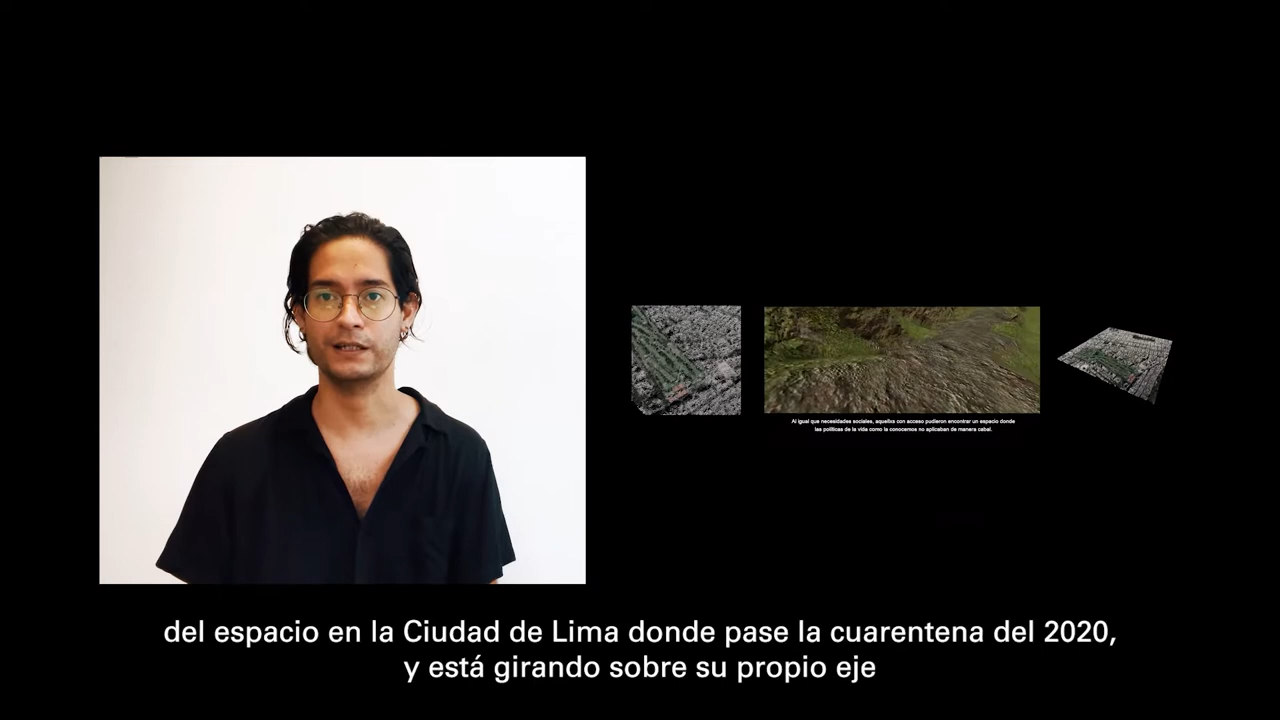 Al igual que necesidades sociales, aquellxs con acceso pudieron encontrar un espacio donde
las políticas de la vida como la conocemos no aplicaban de manera cabal.
del espacio en la Ciudad de Lima donde pase la cuarentena del 2020,
y está girando sobre su propio eje